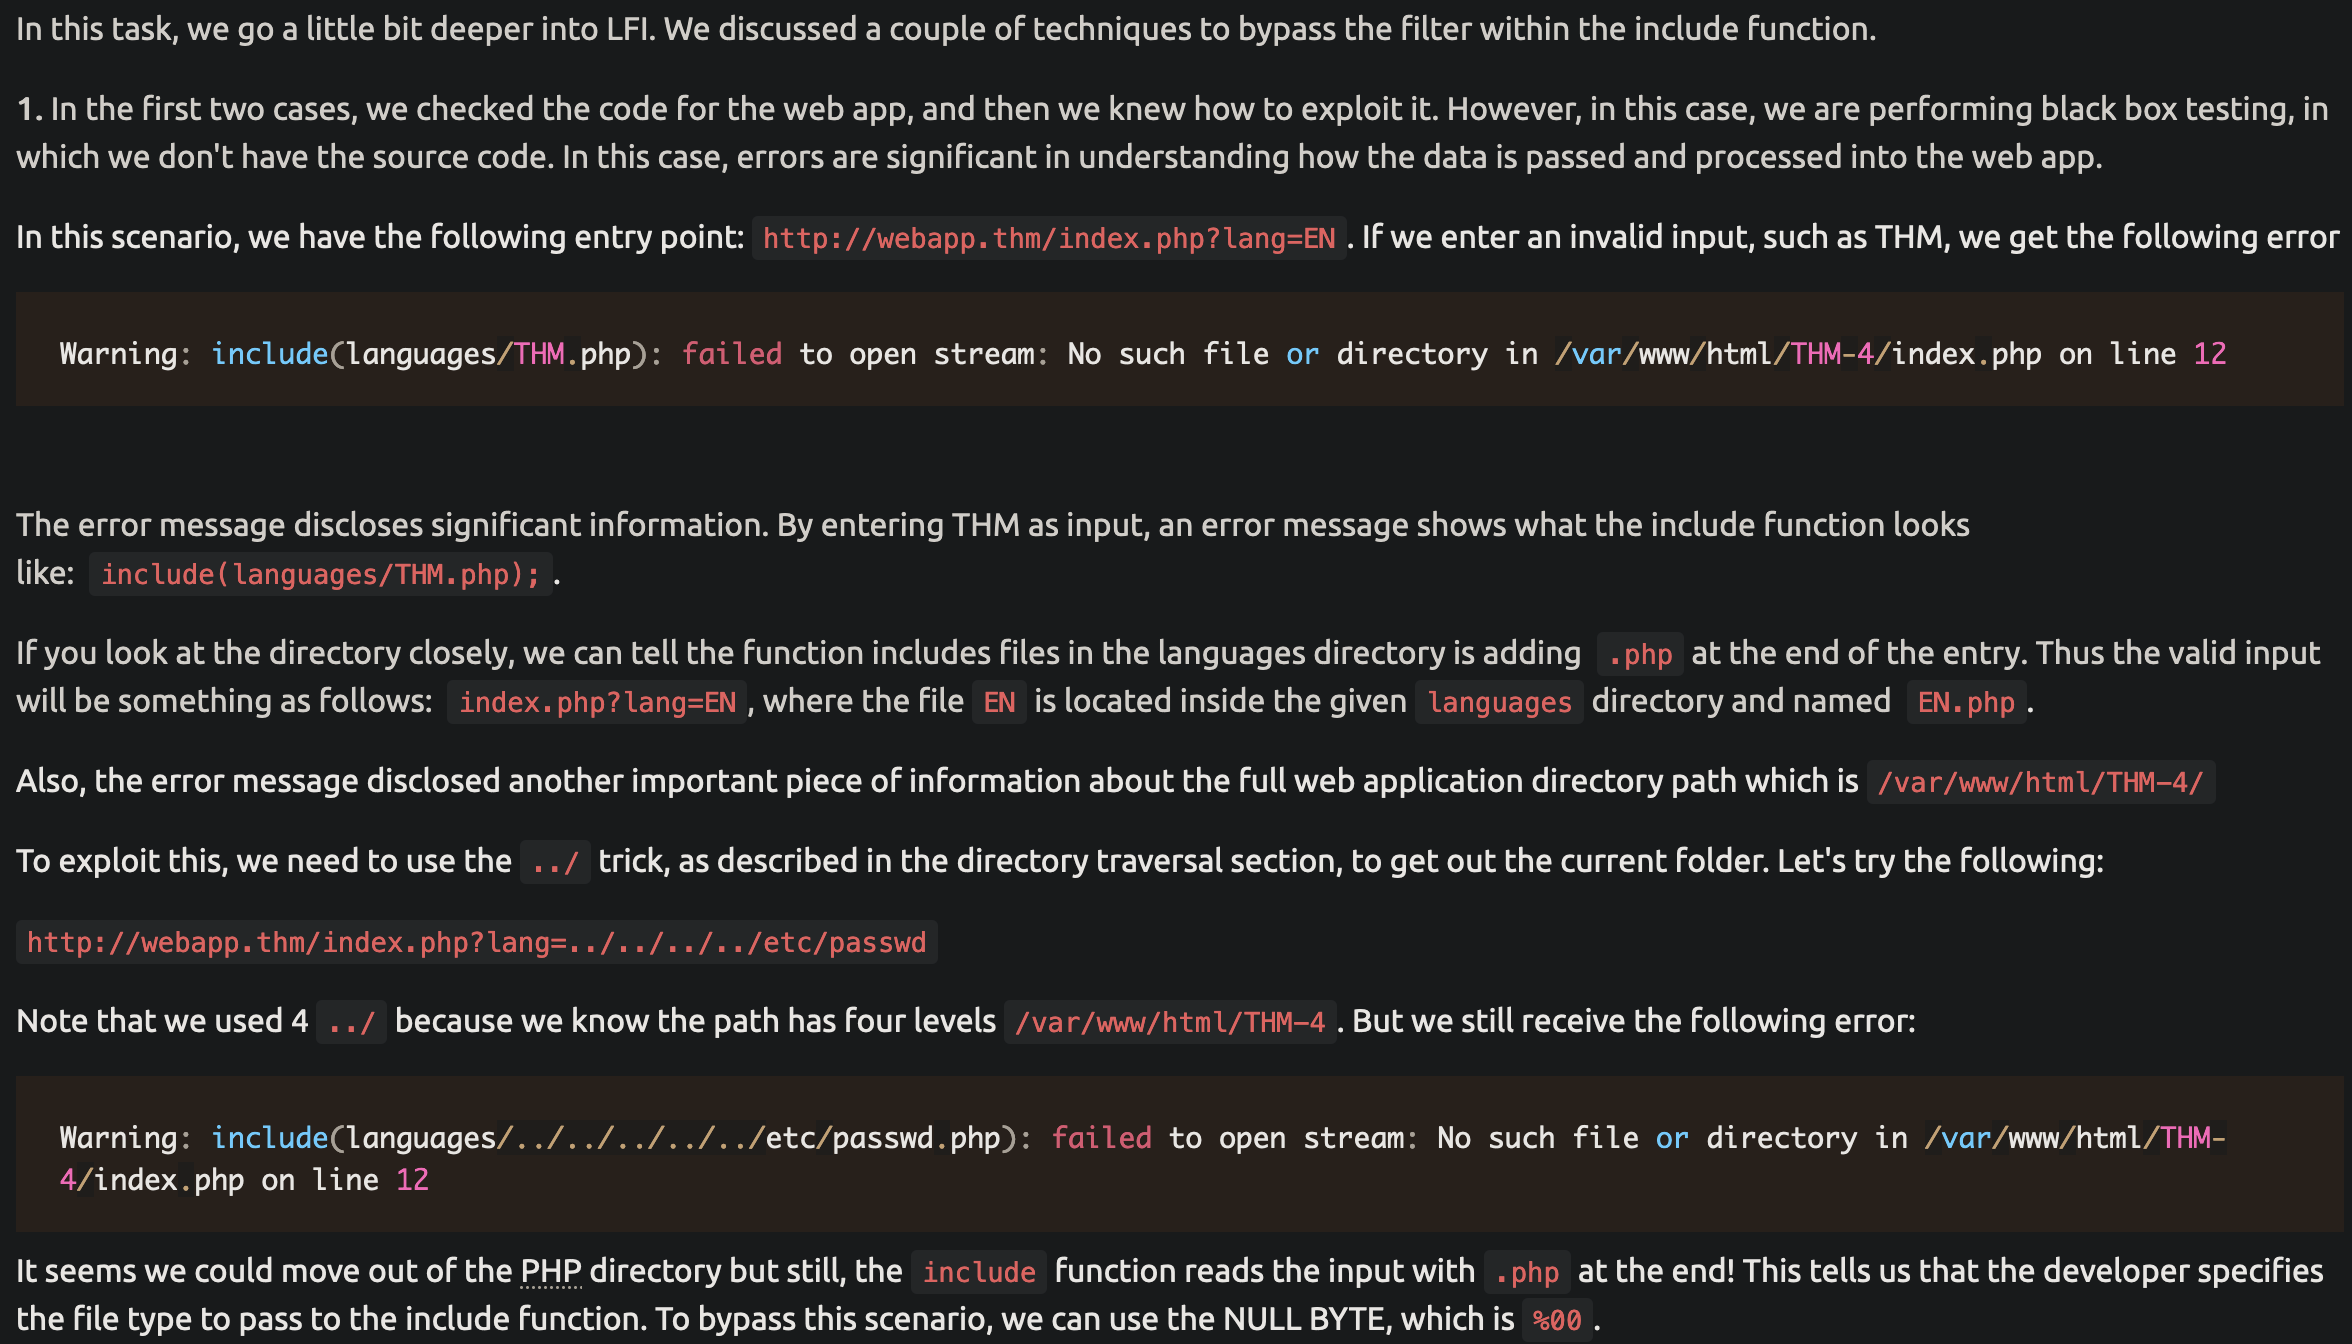 In this task, we go a little bit deeper into LFI. We discussed a couple of techniques to bypass the filter within the include function.
1. In the first two cases, we checked the code for the web app, and then we knew how to exploit it. However, in this case, we are performing black box testing, in
which we don't have the source code. In this case, errors are significant in understanding how the data is passed and processed into the web app.
In this scenario, we have the following entry point: http://webapp.thm/index.php?lang=EN. If we enter an invalid input, such as THM, we get the following error
Warning: include(languages/THM.php): failed to open stream: No such file or directory in /var/www/html/THM-4/index.php on line 12
The error message discloses significant information. By entering THM as input, an error message shows what the include function looks
like: include(languages/THM.php);.
If you look at the directory closely, we can tell the function includes files in the languages directory is adding .php at the end of the entry. Thus the valid input
will be something as follows: index.php?lang=EN, where the file EN is located inside the given languages directory and named EN.php.
Also, the error message disclosed another important piece of information about the full web application directory path which is /var/www/html/THM-4/
To exploit this, we need to use the ../ trick, as described in the directory traversal section, to get out the current folder. Let's try the following:
http://webapp.thm/index.php?lang=../../../../etc/passwd
Note that we used 4 ../ because we know the path has four levels /var/www/html/THM-4. But we still receive the following error:
Warning: include(languages/../../../../../etc/passwd.php): failed to open stream: No such file or directory in /var/www/html/THM-
4/index.php on line 12
It seems we could move out of the PHP directory but still, the include function reads the input with .php at the end! This tells us that the developer specifies
the file type to pass to the include function. To bypass this scenario, we can use the NULL BYTE, which is %00.